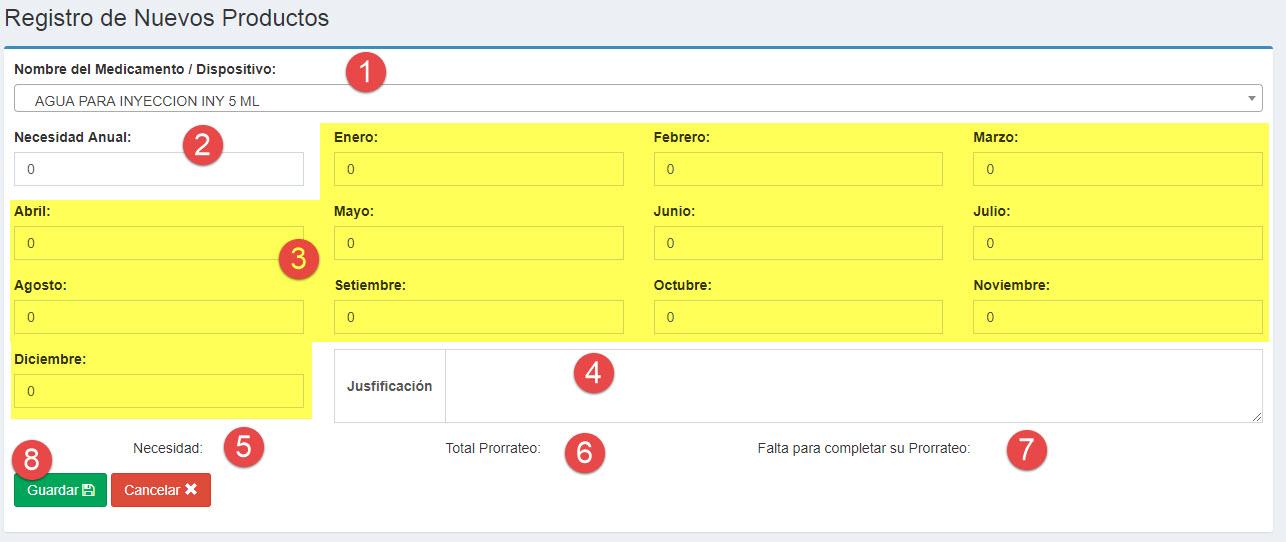 Registro de Nuevos Productos
Nombre del Medicamento / Dispositivo: 1
AGUA PARA INYECCION INY 5 ML
Necesidad Anual: 2 Enero: Febrero: Marzo:
0 0 0 0
Abril: Mayo: Junio: Julio:
0 3 0 0 0
Agosto: Setiembre: Octubre: Noviembre:
0 0 0 0
Diciembre:
0
Jusfificación 4
Necesidad: 5 Total Prorrateo: 6 Falta para completar su Prorrateo: 7
8
Guardar Cancelar